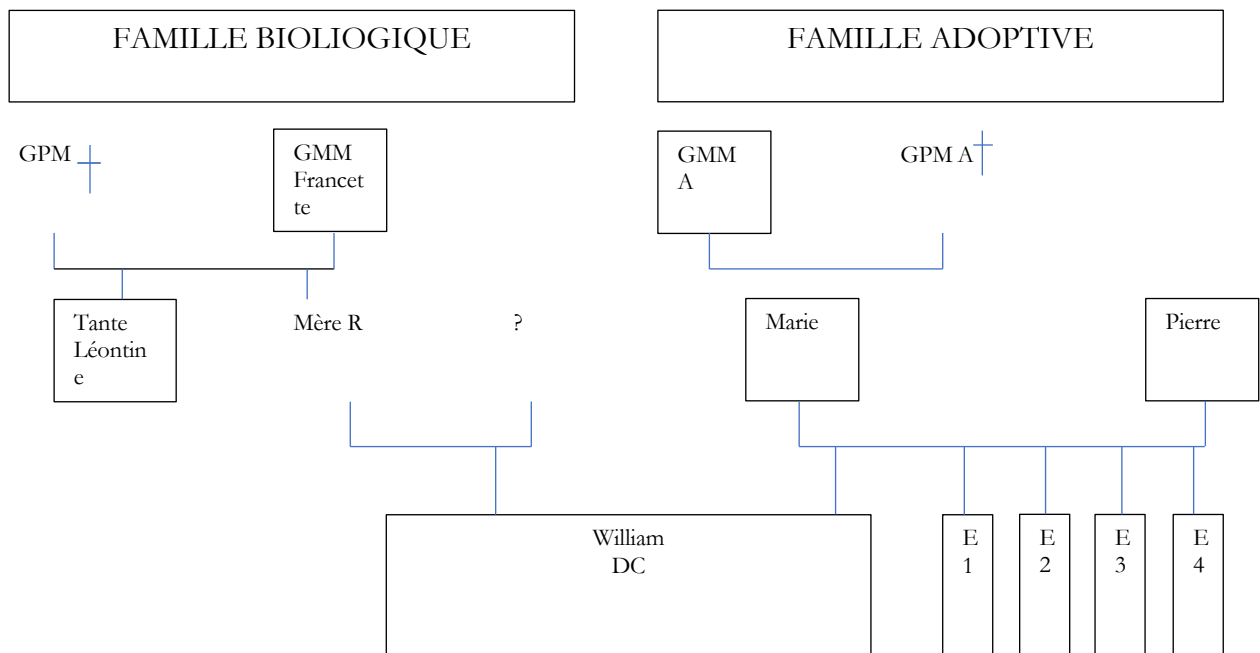 FAMILLE BIOLIOGIQUE
FAMILLE ADOPTIVE
GPM
GMM
Francet
te
GMM
A
GPM A
Tante
Léontin
e
Mère R
?
Marie
Pierre
William
DC
E
1
E
2
E
3
E
4